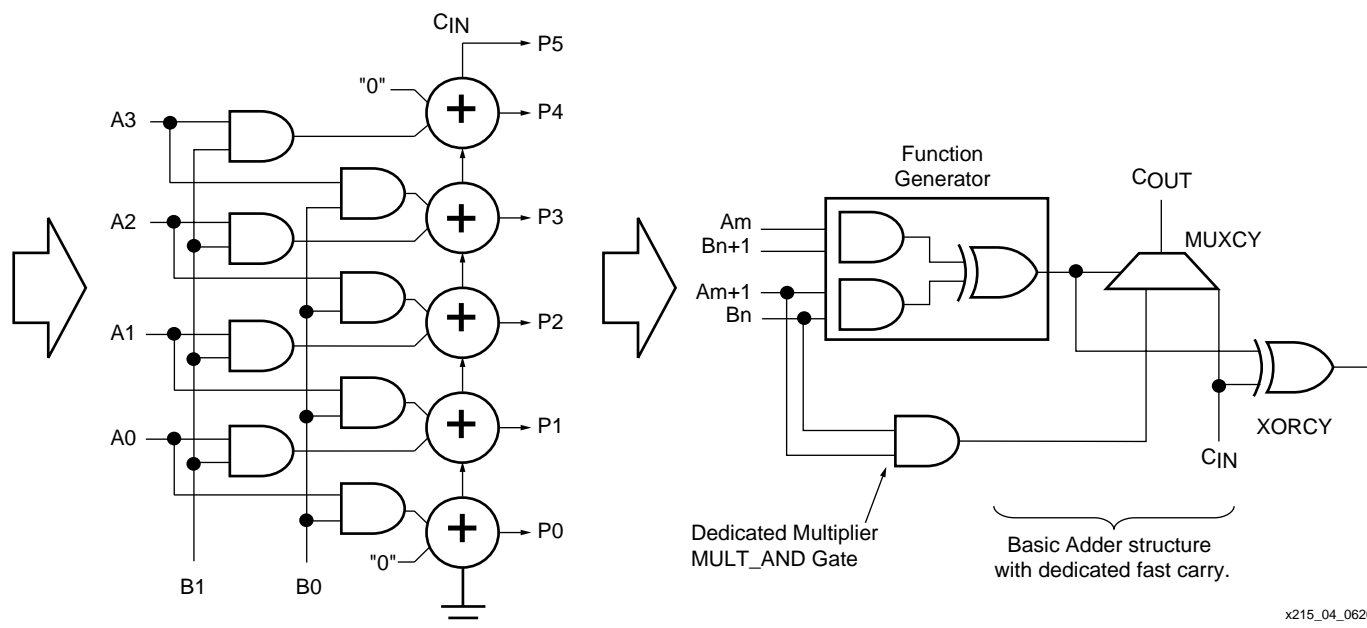 CIN
P5
"0"
P4
A3
P3
A2
P2
A1
P1
A0
P0
"0"
B1
B0
Function
Generator
COUT
MUXCY
Am
Bn+1
Am+1
Bn
XORCY
CIN
Dedicated Multiplier
MULT_AND Gate
Basic Adder structure
with dedicated fast carry.